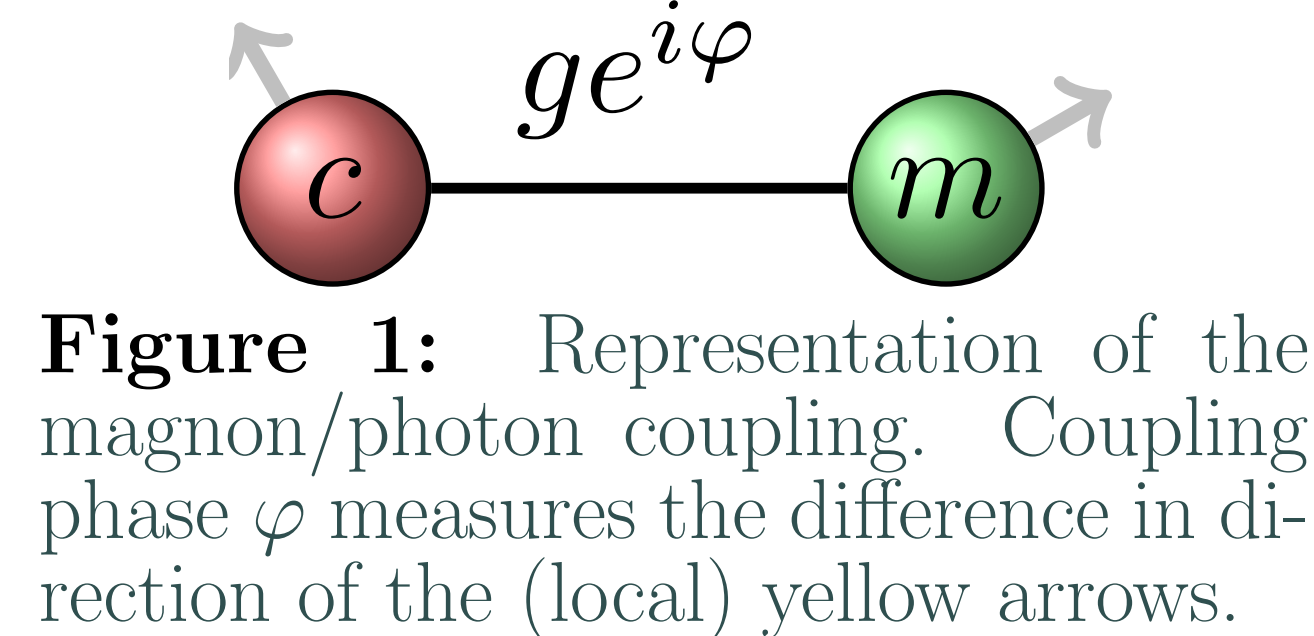 ge^{iφ}
c m
Figure 1: Representation of the
magnon/photon coupling. Coupling
phase φ measures the difference in di-
rection of the (local) yellow arrows.